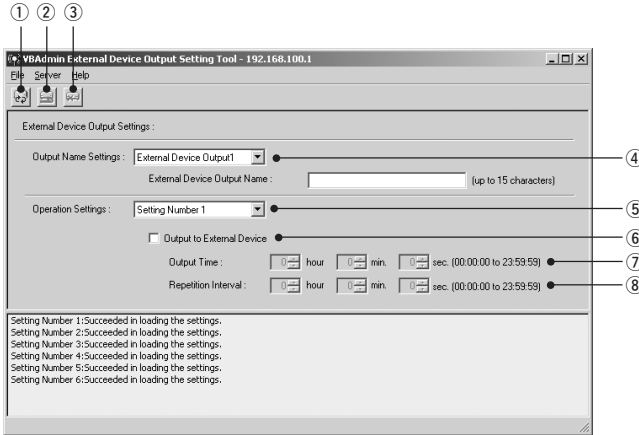 ① ② ③
VBAdmin External Device Output Setting Tool - 192.168.100.1
File Server Help
External Device Output Settings :
Output Name Settings : External Device Output1 ④
External Device Output Name : (up to 15 characters)
Operation Settings : Setting Number 1 ⑤
Output to External Device ⑥
Output Time : 0 hour 0 min. 0 sec. (00:00:00 to 23:59:59) ⑦
Repetition Interval : 0 hour 0 min. 0 sec. (00:00:00 to 23:59:59) ⑧
Setting Number 1:Succeeded in loading the settings.
Setting Number 2:Succeeded in loading the settings.
Setting Number 3:Succeeded in loading the settings.
Setting Number 4:Succeeded in loading the settings.
Setting Number 5:Succeeded in loading the settings.
Setting Number 6:Succeeded in loading the settings.